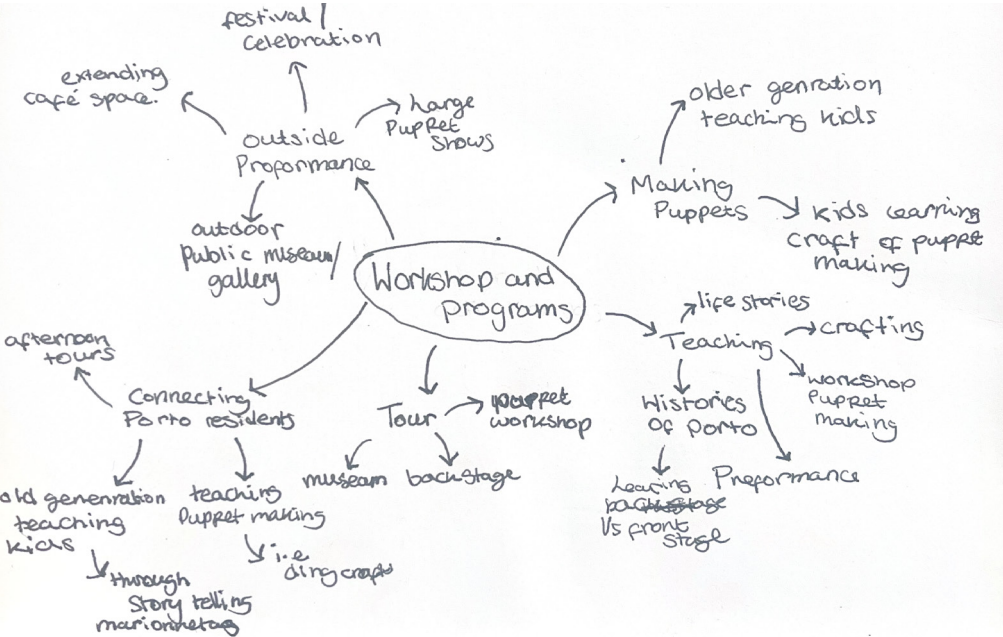 festival /
celebration
extending
café space.
Large
Puppet
Shows
outside
Proformance
outdoor
Public museum/
gallery
older genration
teaching kids
Making
Puppets
kids learning
craft of puppet
making
Workshop and
programs
life stories
Teaching
crafting
workshop
Puppet
making
Histories
of Porto
Preformance
Vs front
Stage
afternoon
tours
Connecting
Porto residents
Tour
puppet
workshop
museam
backstage
old genenration
teaching
kids
through
Story telling
teaching
Puppet making
i.e